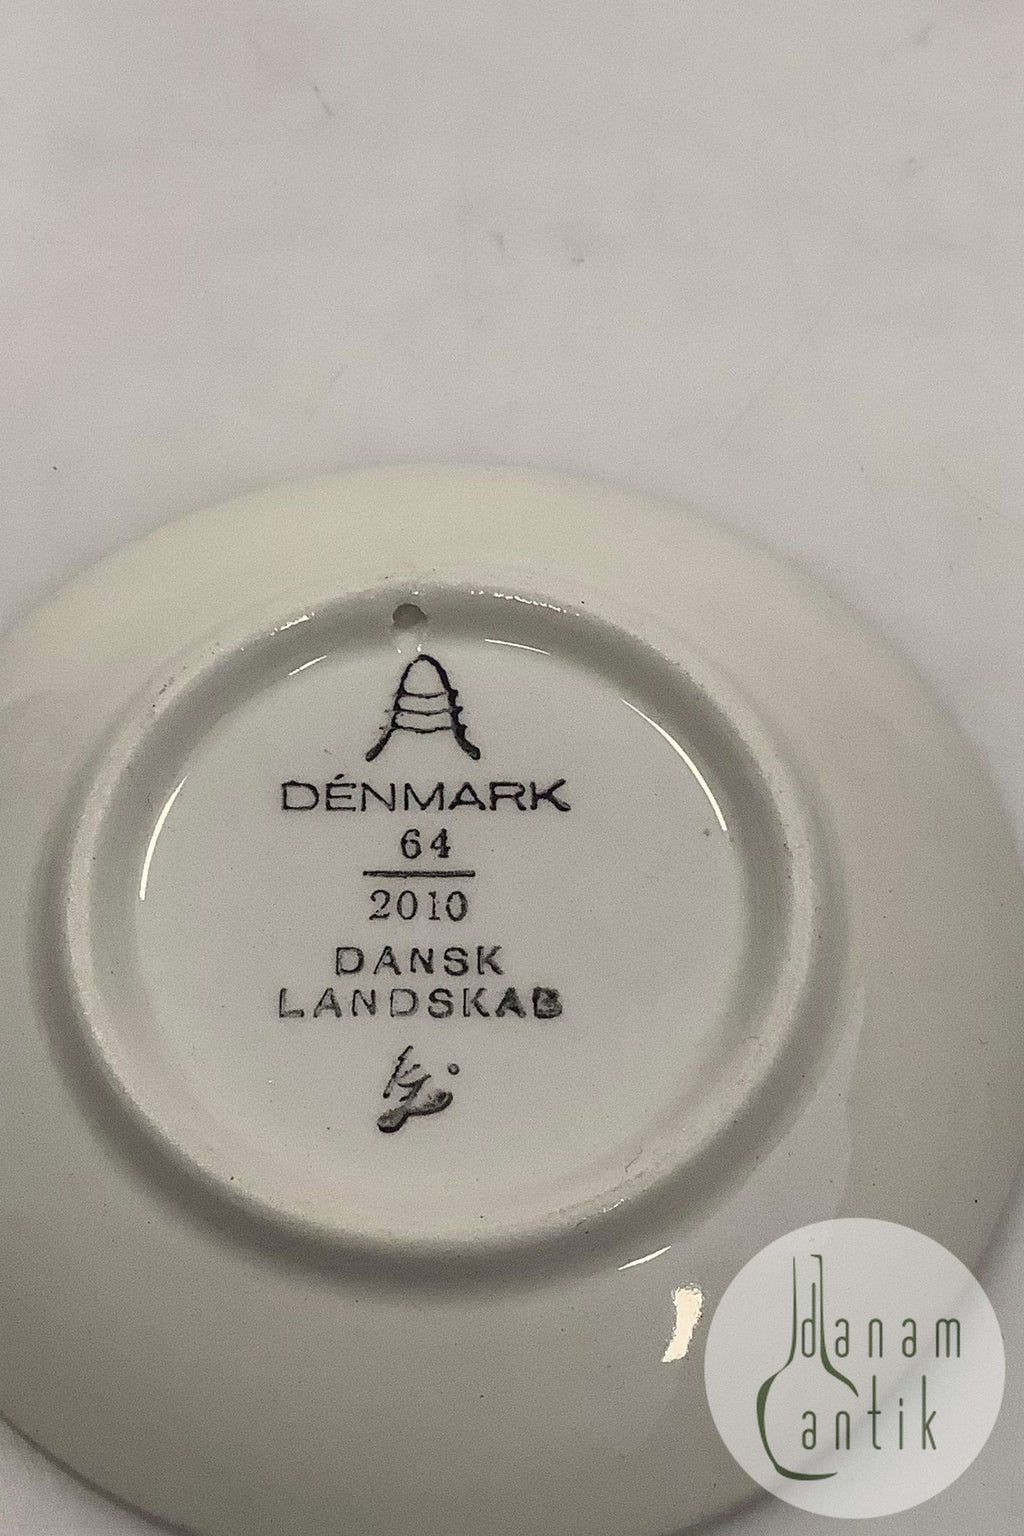 DÉNMARK
64
2010
DANSK
LANDSKAB
danam
antik